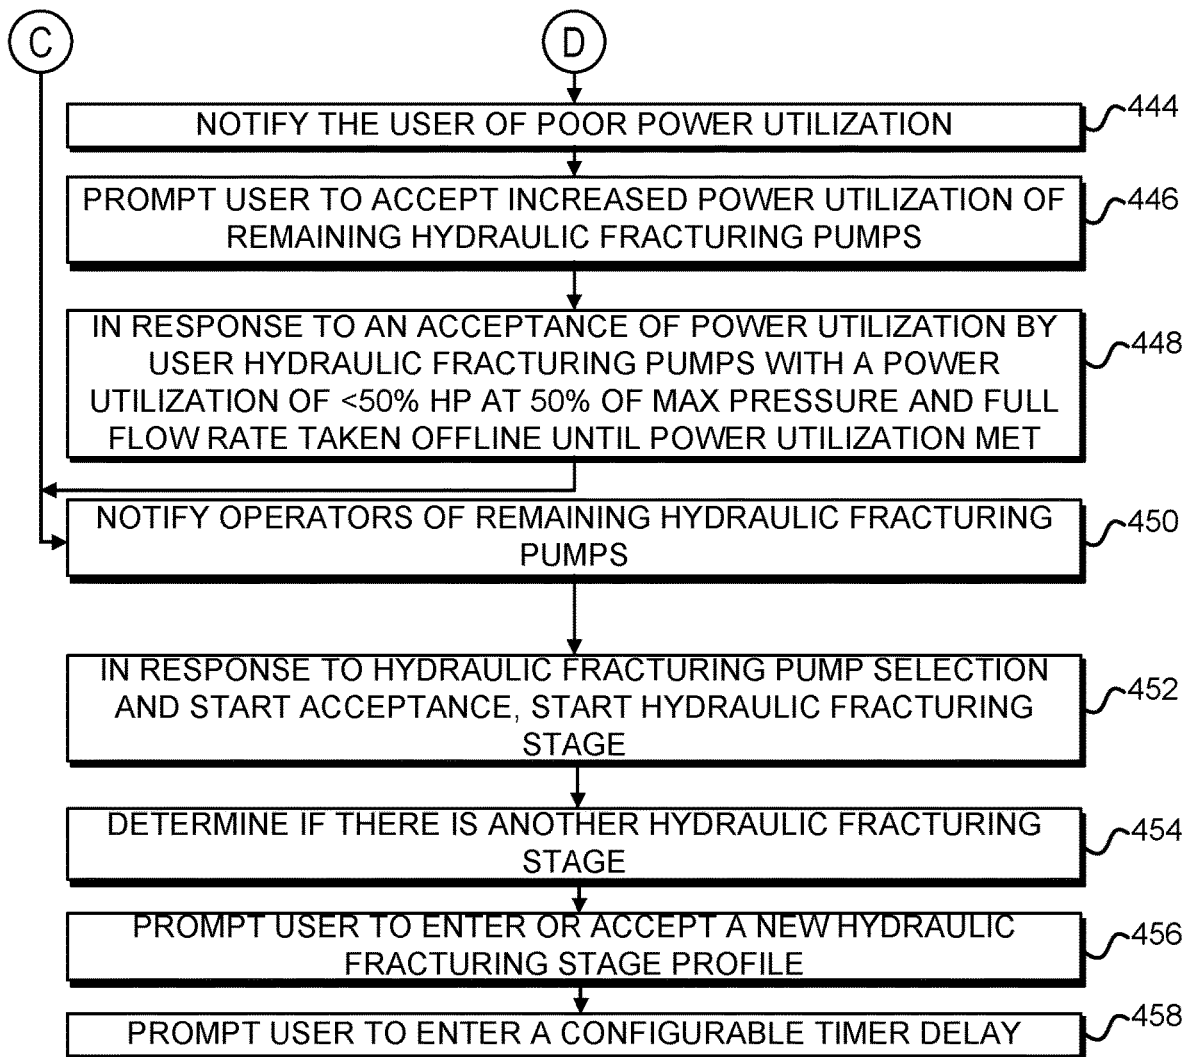 C
D
NOTIFY THE USER OF POOR POWER UTILIZATION
444
PROMPT USER TO ACCEPT INCREASED POWER UTILIZATION OF
REMAINING HYDRAULIC FRACTURING PUMPS
446
IN RESPONSE TO AN ACCEPTANCE OF POWER UTILIZATION BY
USER HYDRAULIC FRACTURING PUMPS WITH A POWER
UTILIZATION OF <50% HP AT 50% OF MAX PRESSURE AND FULL
FLOW RATE TAKEN OFFLINE UNTIL POWER UTILIZATION MET
448
NOTIFY OPERATORS OF REMAINING HYDRAULIC FRACTURING
PUMPS
450
IN RESPONSE TO HYDRAULIC FRACTURING PUMP SELECTION
AND START ACCEPTANCE, START HYDRAULIC FRACTURING
STAGE
452
DETERMINE IF THERE IS ANOTHER HYDRAULIC FRACTURING
STAGE
454
PROMPT USER TO ENTER OR ACCEPT A NEW HYDRAULIC
FRACTURING STAGE PROFILE
456
PROMPT USER TO ENTER A CONFIGURABLE TIMER DELAY
458